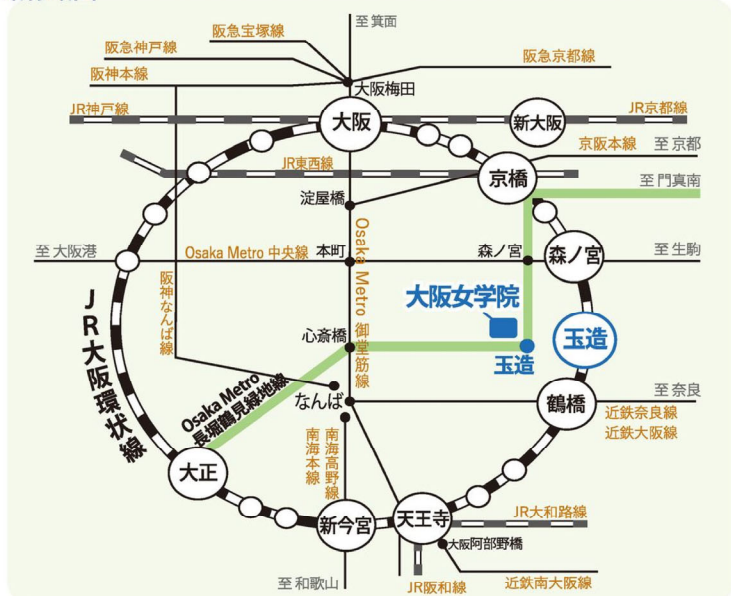 至 箕面
阪急宝塚線
阪急神戸線
阪急京都線
阪神本線
大阪梅田
JR神戸線
大阪
新大阪
JR京都線
京阪本線
至 京都
JR東西線
京橋
至 門真南
淀屋橋
至 大阪港
Osaka Metro 中央線
本町
Osaka Metro 御堂筋線
森ノ宮
森ノ宮
至 生駒
阪神なんば線
大阪女学院
JR大阪環状線
心斎橋
玉造
玉造
Osaka Metro
長堀鶴見緑地線
なんば
鶴橋
至 奈良
近鉄奈良線
近鉄大阪線
南海本線
南海高野線
大正
新今宮
天王寺
JR大和路線
大阪阿部野橋
至 和歌山
JR阪和線
近鉄南大阪線